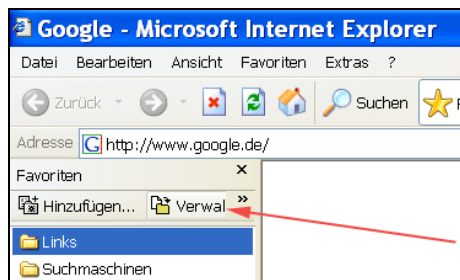 Google - Microsoft Internet Explorer
Datei Bearbeiten Ansicht Favoriten Extras ?
Zurück Suchen F
Adresse http://www.google.de/
Favoriten ×
Hinzufügen... Verwal »
Links
Suchmaschinen